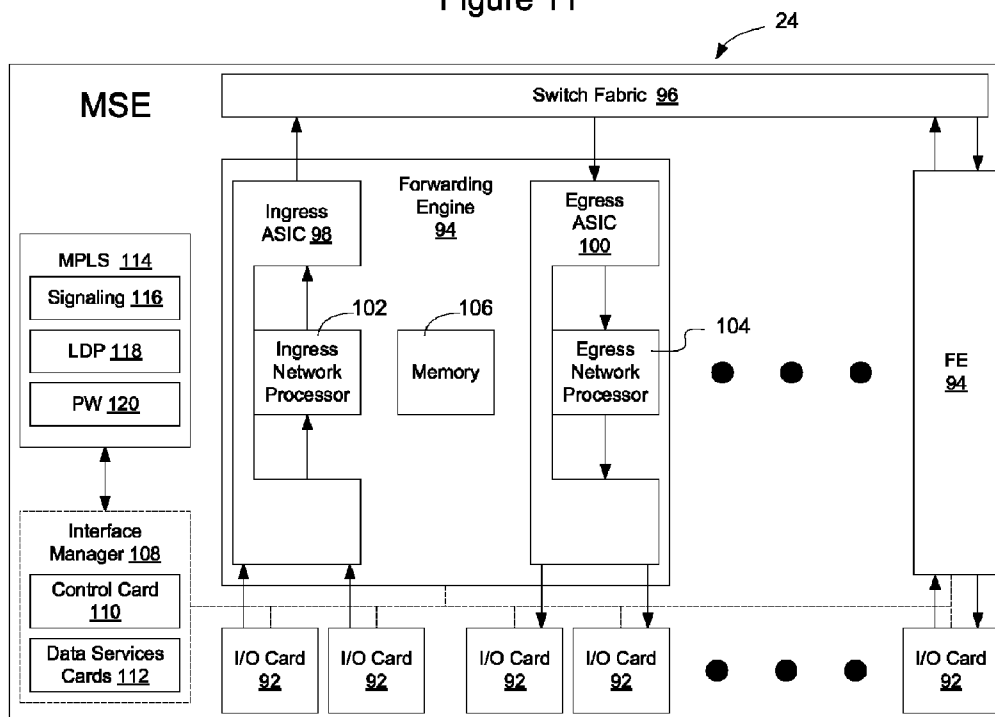 Figure 11
24
MSE
Switch Fabric 96
Ingress
ASIC 98
Forwarding
Engine
94
Egress
ASIC
100
MPLS 114
Signaling 116
LDP 118
PW 120
102
Ingress
Network
Processor
106
Memory
104
Egress
Network
Processor
FE
94
Interface
Manager 108
Control Card
110
Data Services
Cards 112
I/O Card
92
I/O Card
92
I/O Card
92
I/O Card
92
I/O Card
92